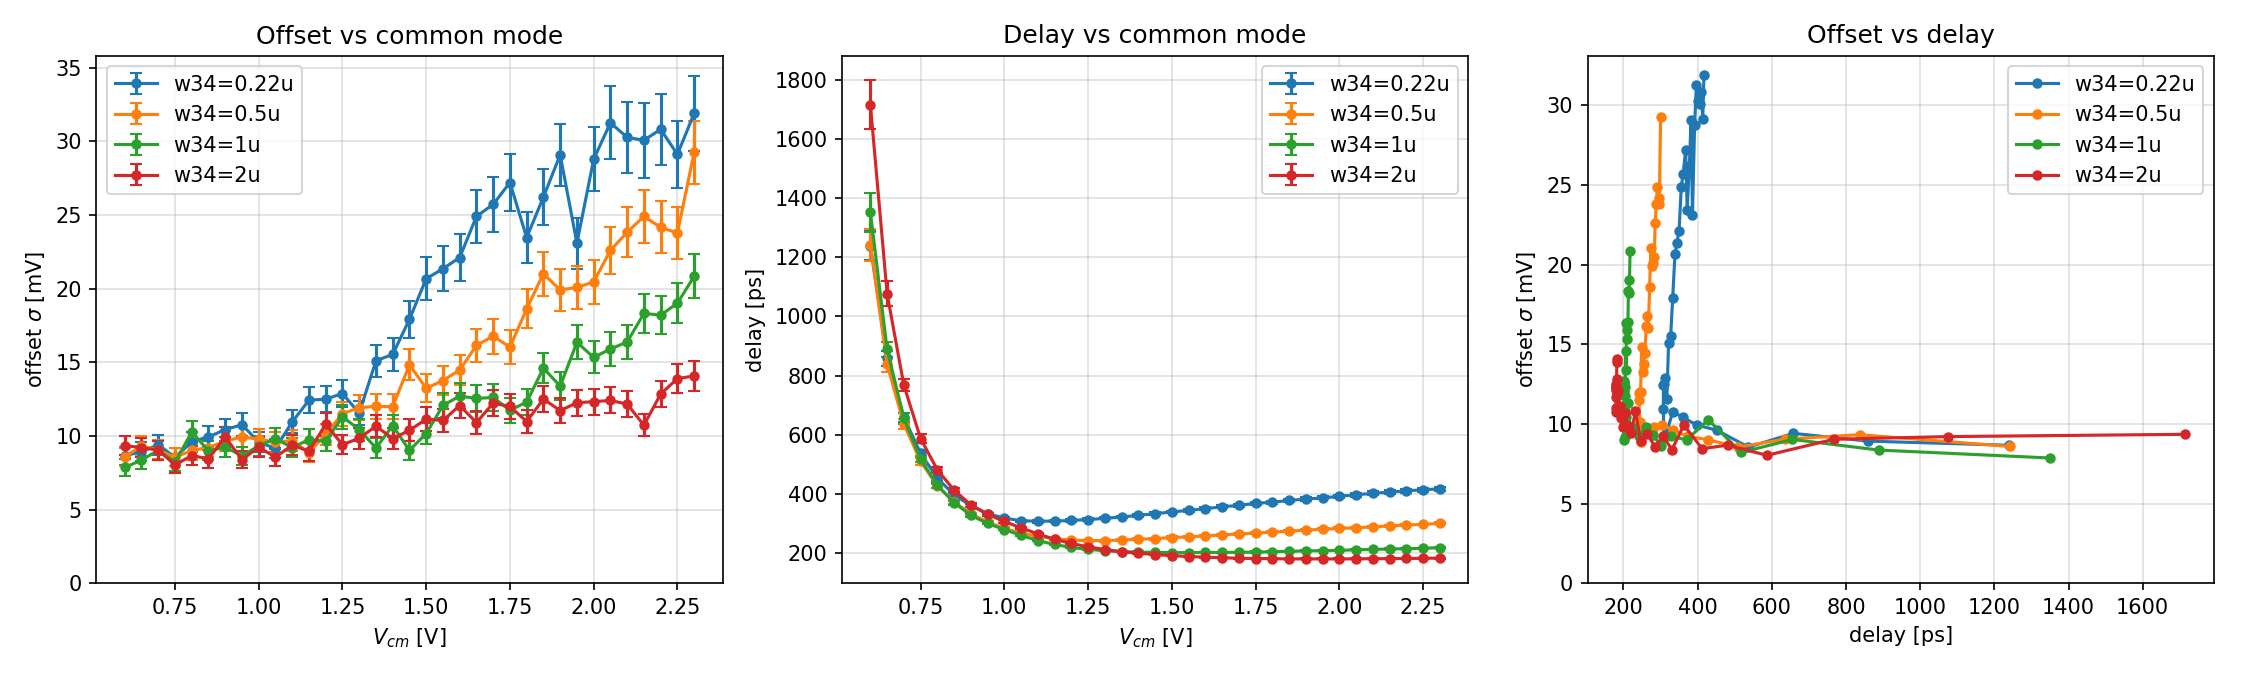 Offset vs common mode
35
30
25
20
15
10
5
0
offset σ [mV]
w34=0.22u
w34=0.5u
w34=1u
w34=2u
0.75 1.00 1.25 1.50 1.75 2.00 2.25
Vcm [V]
Delay vs common mode
1800
1600
1400
1200
1000
800
600
400
200
delay [ps]
w34=0.22u
w34=0.5u
w34=1u
w34=2u
0.75 1.00 1.25 1.50 1.75 2.00 2.25
Vcm [V]
Offset vs delay
30
25
20
15
10
5
0
offset σ [mV]
w34=0.22u
w34=0.5u
w34=1u
w34=2u
200 400 600 800 1000 1200 1400 1600
delay [ps]